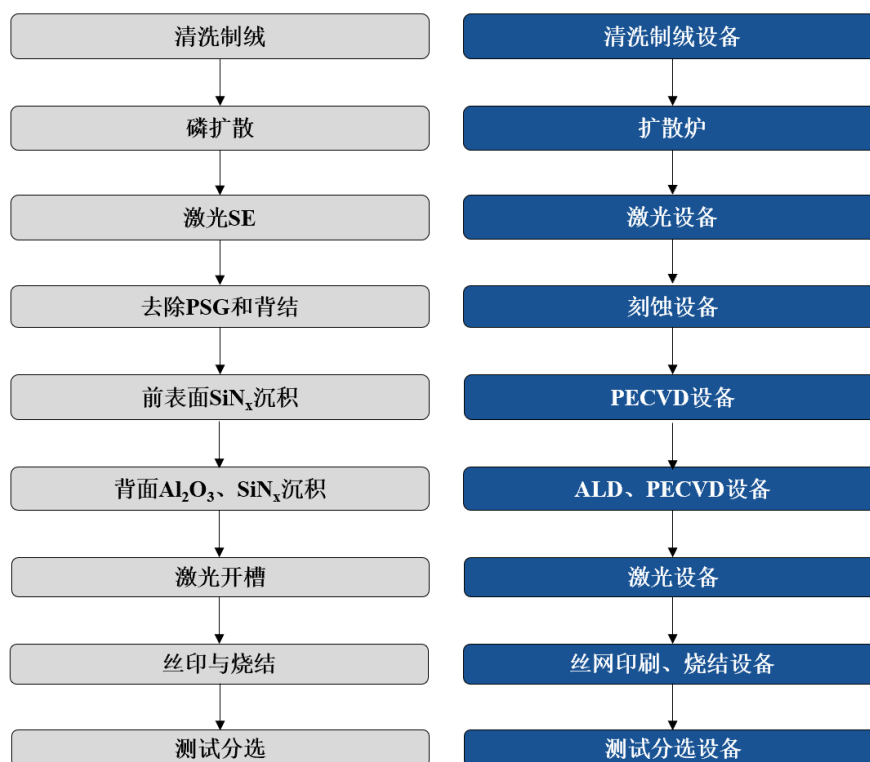 清洗制绒
清洗制绒设备
磷扩散
扩散炉
激光SE
激光设备
去除PSG和背结
刻蚀设备
前表面SiNₓ沉积
PECVD设备
背面Al₂O₃、SiNₓ沉积
ALD、PECVD设备
激光开槽
激光设备
丝印与烧结
丝网印刷、烧结设备
测试分选
测试分选设备